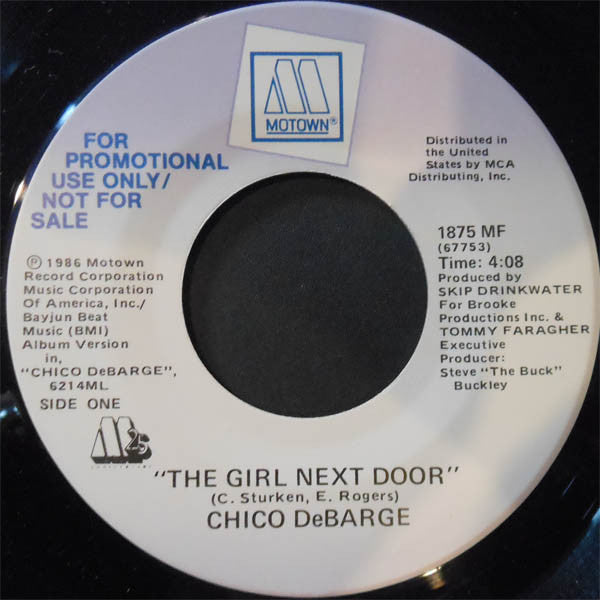 MOTOWN®
FOR
PROMOTIONAL
USE ONLY/
NOT FOR
SALE
Distributed in
the United
States by MCA
Distributing, Inc.
℗ 1986 Motown
Record Corporation
Music Corporation
Of America, Inc./
Bayjun Beat
Music (BMI)
Album Version
in,
"CHICO DeBARGE",
6214ML
SIDE ONE
1875 MF
(67753)
Time: 4:08
Produced by
SKIP DRINKWATER
For Brooke
Productions Inc. &
TOMMY FARAGHER
Executive
Producer:
Steve "The Buck"
Buckley
M 25
"THE GIRL NEXT DOOR"
(C. Sturken, E. Rogers)
CHICO DeBARGE